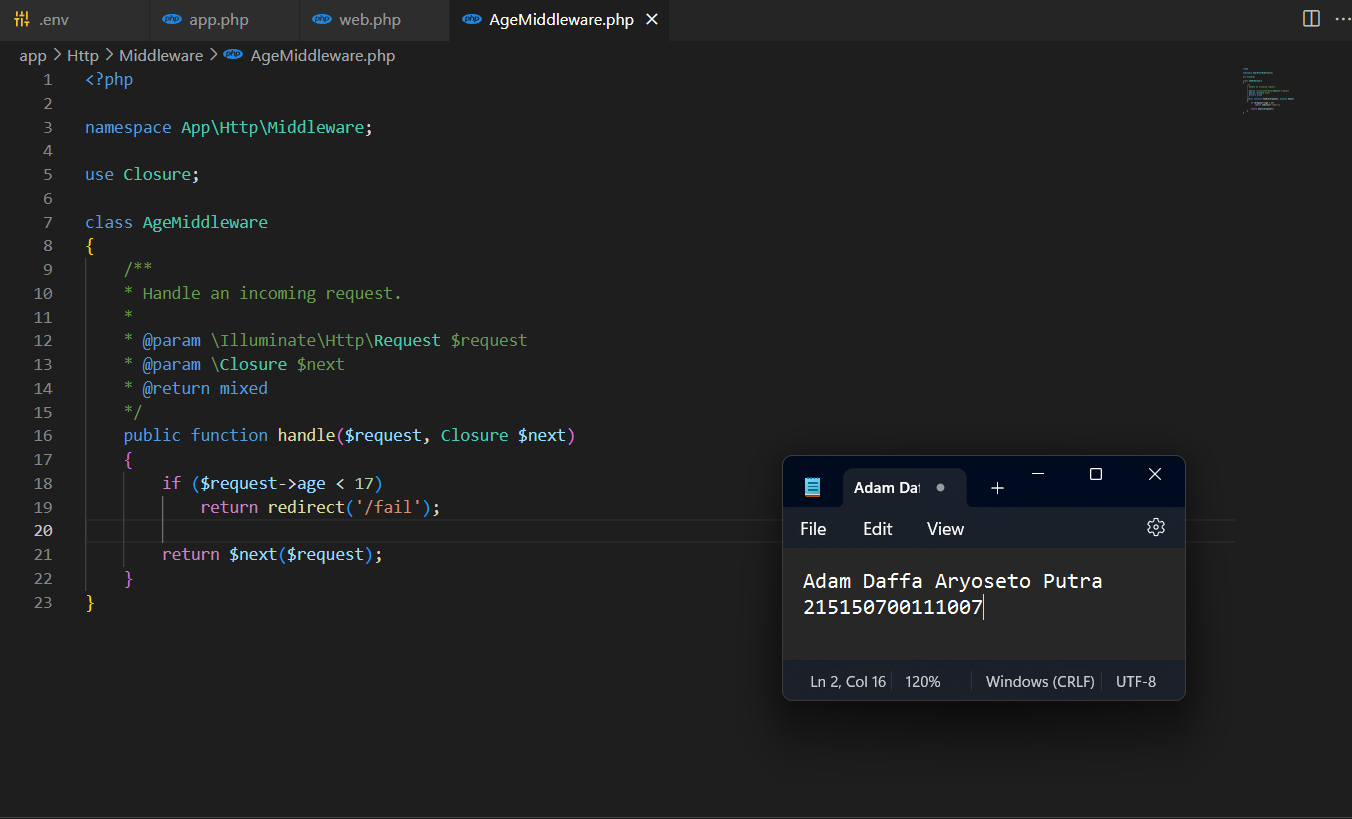 .env app.php web.php AgeMiddleware.php
app > Http > Middleware > AgeMiddleware.php
1 <?php
2
3 namespace App\Http\Middleware;
4
5 use Closure;
6
7 class AgeMiddleware
8 {
9 /**
10 * Handle an incoming request.
11 *
12 * @param \Illuminate\Http\Request $request
13 * @param \Closure $next
14 * @return mixed
15 */
16 public function handle($request, Closure $next)
17 {
18 if ($request->age < 17)
19 return redirect('/fail');
20
21 return $next($request);
22 }
23 }
Adam Da
File Edit View
Adam Daffa Aryoseto Putra
215150700111007
Ln 2, Col 16 120% Windows (CRLF) UTF-8